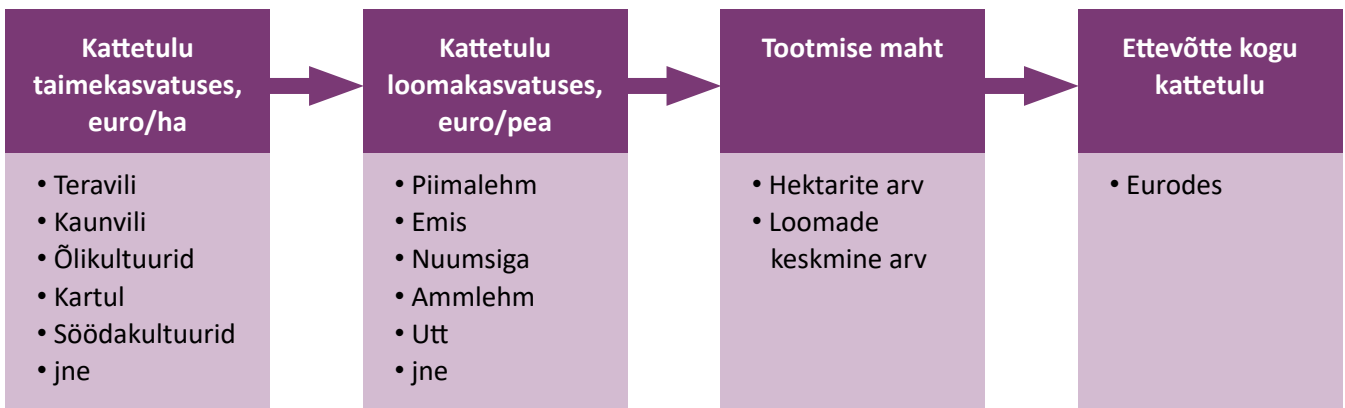 Kattetulu
taimekasvatuses,
euro/ha
• Teravili
• Kaunvili
• Õlikultuurid
• Kartul
• Söödakultuurid
• jne
Kattetulu
loomakasvatuses,
euro/pea
• Piimalehm
• Emis
• Nuumsiga
• Ammlehm
• Utt
• jne
Tootmise maht
• Hektarite arv
• Loomade
keskmine arv
Ettevõtte kogu
kattetulu
• Eurodes